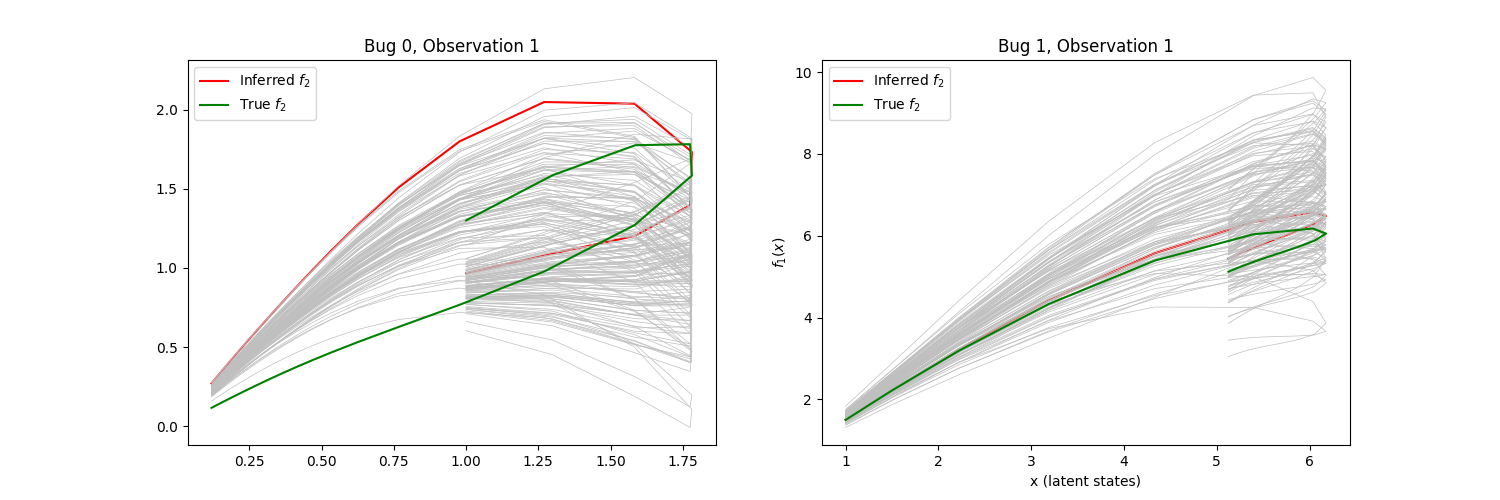 Bug 0, Observation 1
Inferred f₂
True f₂
2.0
1.5
1.0
0.5
0.0
0.25 0.50 0.75 1.00 1.25 1.50 1.75
Bug 1, Observation 1
Inferred f₂
True f₂
10
8
6
4
2
f₁(x)
1 2 3 4 5 6
x (latent states)